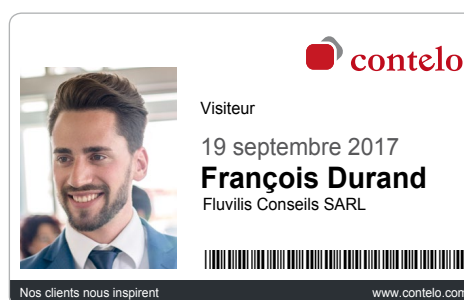 contelo
Visiteur
19 septembre 2017
François Durand
Fluvilis Conseils SARL
Nos clients nous inspirent
www.contelo.com